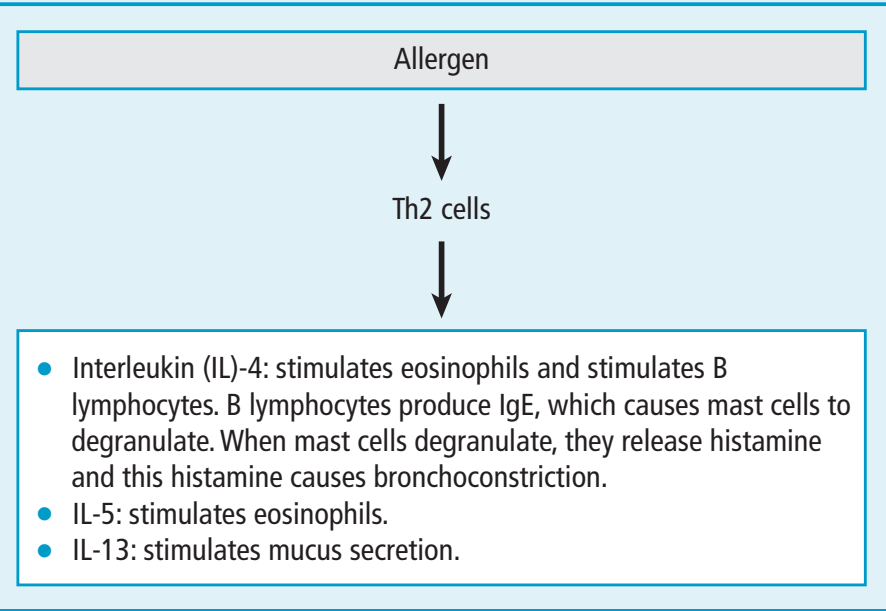 Allergen
Th2 cells
● Interleukin (IL)-4: stimulates eosinophils and stimulates B
lymphocytes. B lymphocytes produce IgE, which causes mast cells to
degranulate. When mast cells degranulate, they release histamine
and this histamine causes bronchoconstriction.
● IL-5: stimulates eosinophils.
● IL-13: stimulates mucus secretion.